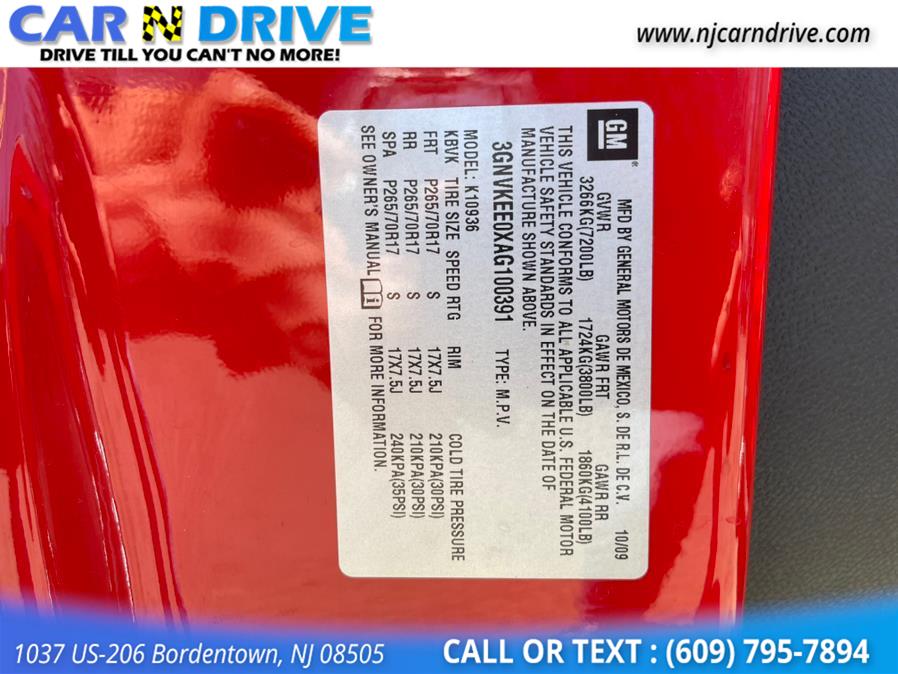 CAR N DRIVE
DRIVE TILL YOU CAN'T NO MORE!
www.njcarndrive.com
GM
MFD BY GENERAL MOTORS DE MEXICO, S. DE R.L. DE C.V. 10/09
GVWR GAWR FRT GAWR RR
3266KG(7200LB) 1724KG(3800LB) 1860KG(4100LB)
THIS VEHICLE CONFORMS TO ALL APPLICABLE U.S. FEDERAL MOTOR
VEHICLE SAFETY STANDARDS IN EFFECT ON THE DATE OF
MANUFACTURE SHOWN ABOVE.
3GNVKEE0XAG100391 TYPE: M.P.V.
MODEL: K10936
KBVK TIRE SIZE SPEED RTG RIM COLD TIRE PRESSURE
FRT P265/70R17 S 17X7.5J 210KPA(30PSI)
RR P265/70R17 S 17X7.5J 210KPA(30PSI)
SPA P265/70R17 S 17X7.5J 240KPA(35PSI)
SEE OWNER'S MANUAL i FOR MORE INFORMATION.
1037 US-206 Bordentown, NJ 08505
CALL OR TEXT : (609) 795-7894